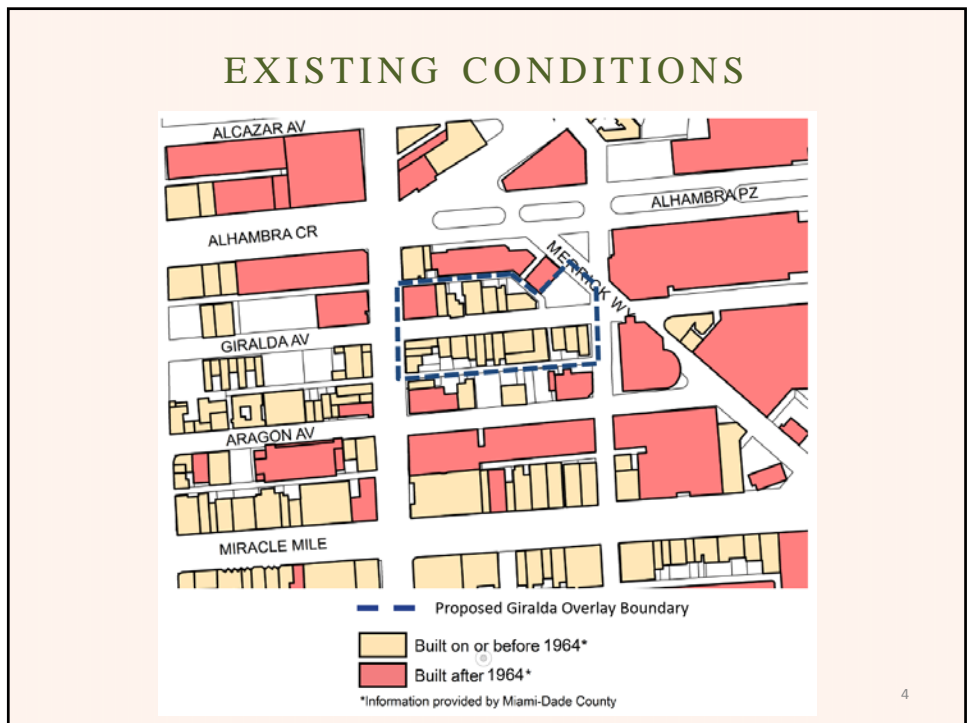 EXISTING CONDITIONS
ALCAZAR AV
ALHAMBRA PZ
ALHAMBRA CR
MERRICK WY
GIRALDA AV
ARAGON AV
MIRACLE MILE
Proposed Giralda Overlay Boundary
Built on or before 1964*
Built after 1964*
*Information provided by Miami-Dade County
4